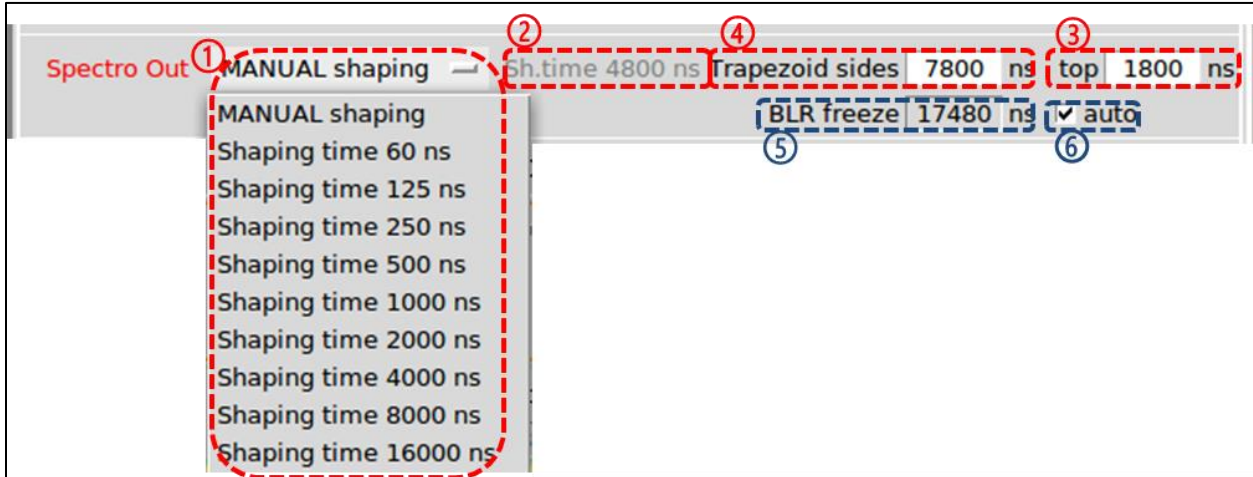 ② ④ ③
Spectro Out ① MANUAL shaping Sh.time 4800 ns Trapezoid sides 7800 ns top 1800 ns
MANUAL shaping BLR freeze 17480 ns auto
⑤ ⑥
Shaping time 60 ns
Shaping time 125 ns
Shaping time 250 ns
Shaping time 500 ns
Shaping time 1000 ns
Shaping time 2000 ns
Shaping time 4000 ns
Shaping time 8000 ns
Shaping time 16000 ns